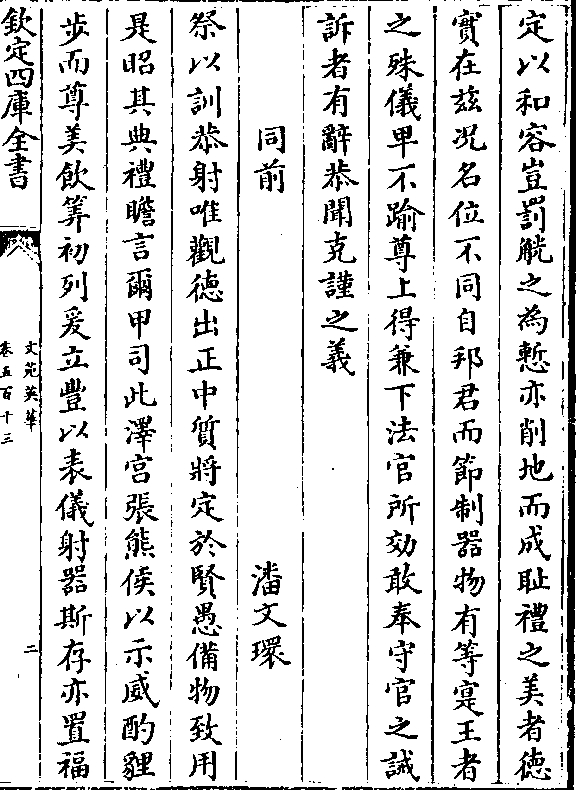 定以和容豈罰觥之為慙亦削地而成耻禮之美者德
實在兹况名位不同自邦君而節制器物有等寔王者
之殊儀卑不踰尊上得兼下法官所効敢奉守官之誡
訴者有辭恭聞克謹之義
同前 潘文環
祭以訓恭射唯觀德出正中質將定於賢愚備物致用
是昭其典禮瞻言爾甲司此澤宫張熊侯以示威酌貍
步而尊美飲筭初列爰立豐以表儀射器斯存亦置福
欽定四庫全書
文苑英華
卷五百十三
二